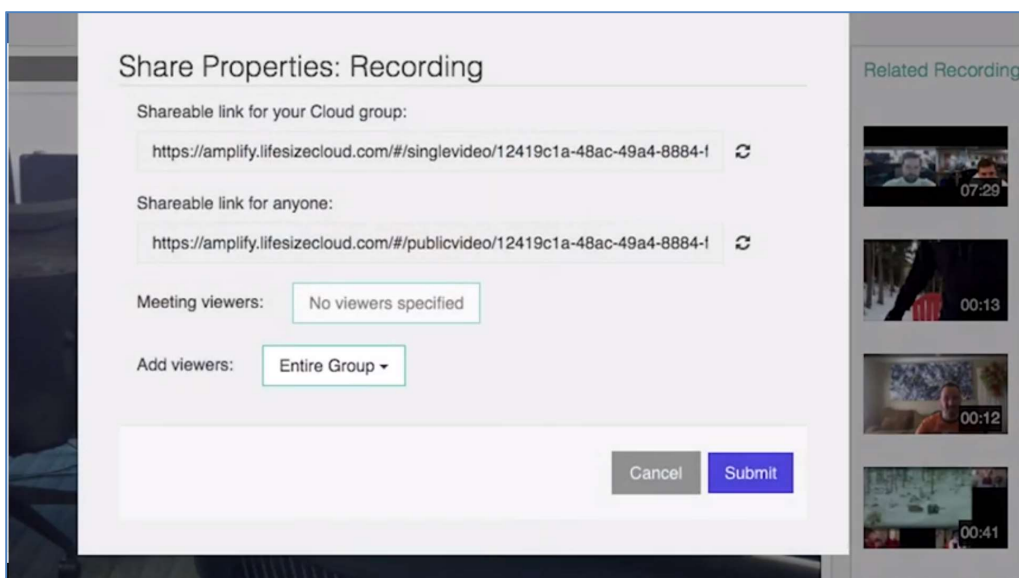 Share Properties: Recording
Shareable link for your Cloud group:
https://amplify.lifesizecloud.com/#/singlevideo/12419c1a-48ac-49a4-8884-f
Shareable link for anyone:
https://amplify.lifesizecloud.com/#/publicvideo/12419c1a-48ac-49a4-8884-f
Meeting viewers: No viewers specified
Add viewers: Entire Group
Cancel Submit
Related Recording
07:29
00:13
00:12
00:41